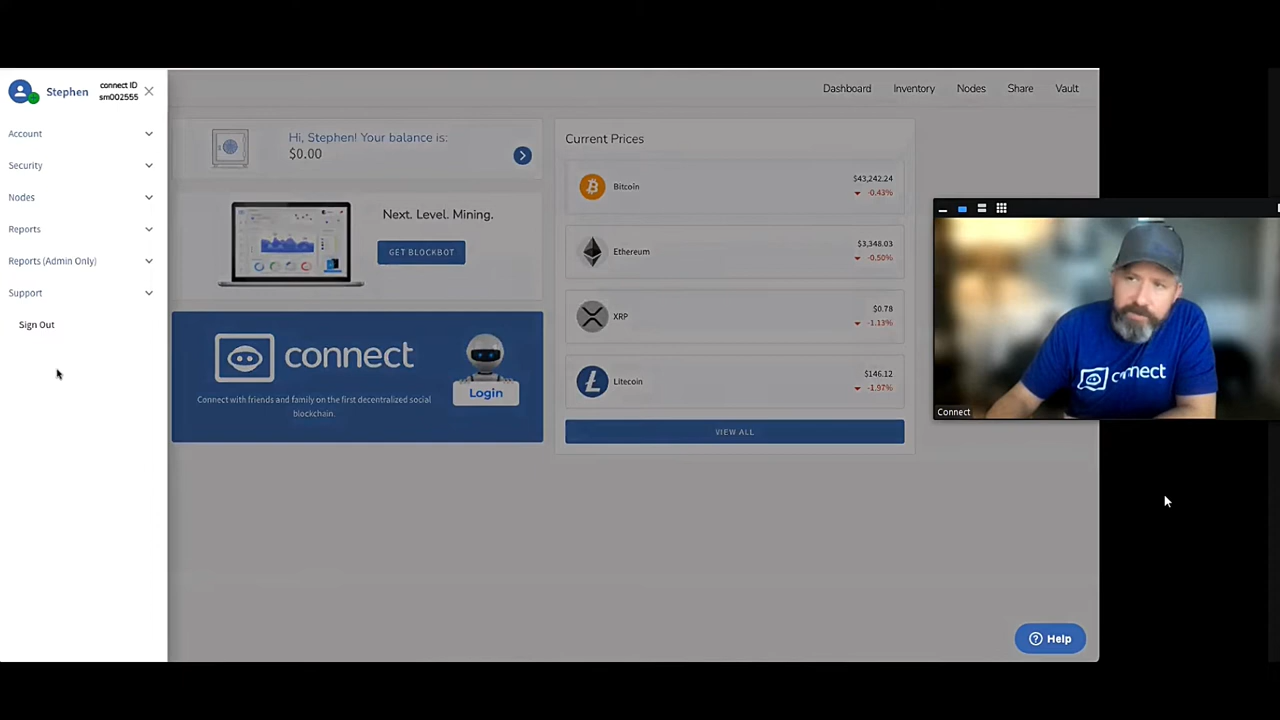 Stephen
connect ID
sm002555
Account
Security
Nodes
Reports
Reports (Admin Only)
Support
Sign Out
Dashboard
Inventory
Nodes
Share
Vault
Hi, Stephen! Your balance is:
$0.00
Next. Level. Mining.
GET BLOCKBOT
connect
Login
Connect with friends and family on the first decentralized social
blockchain.
Current Prices
Bitcoin
$43,242.24
-0.43%
Ethereum
$3,348.03
-0.50%
XRP
$0.78
-1.13%
Litecoin
$146.12
-1.97%
VIEW ALL
connect
Connect
Help